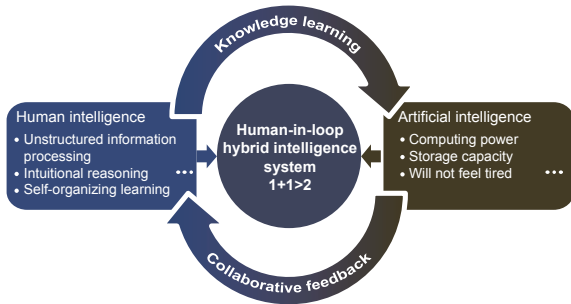 Knowledge learning
Human intelligence
• Unstructured information
processing
• Intuitional reasoning
• Self-organizing learning
...
Human-in-loop
hybrid intelligence
system
1+1>2
Artificial intelligence
• Computing power
• Storage capacity
• Will not feel tired
...
Collaborative feedback